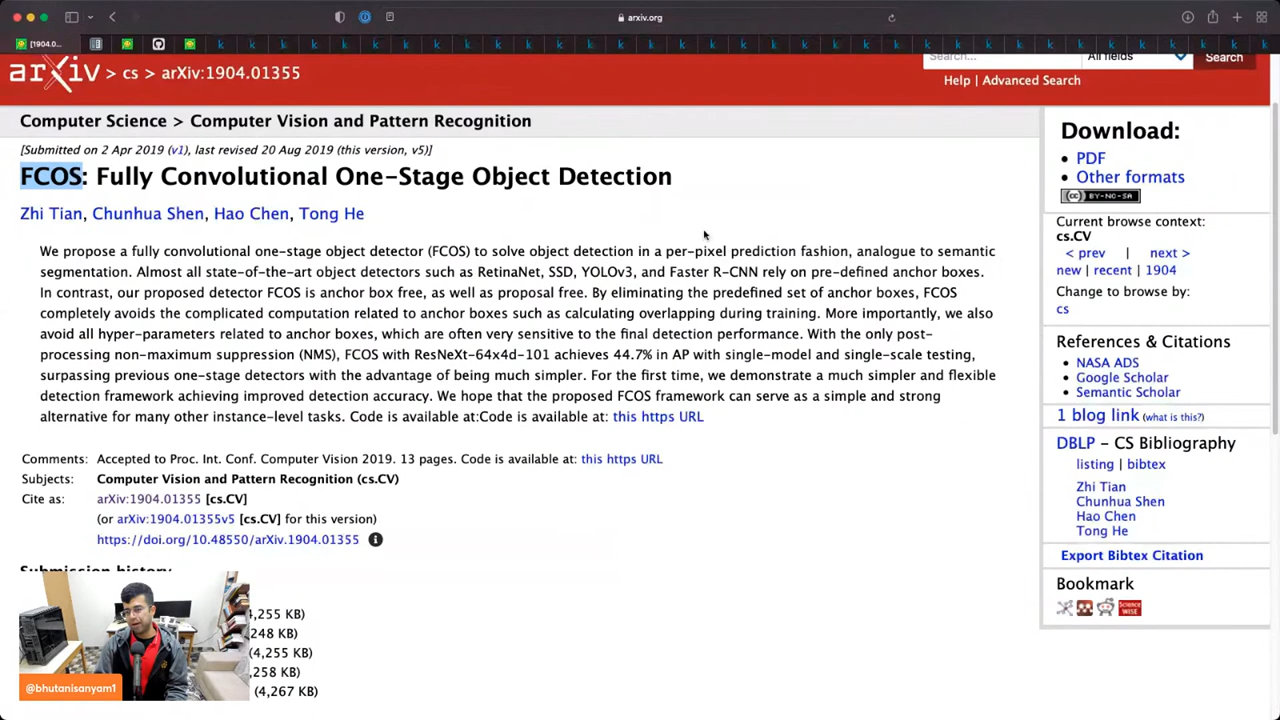 arxiv.org
[1904.0...
arXiv > cs > arXiv:1904.01355
Search...
All fields
Search
Help | Advanced Search
Computer Science > Computer Vision and Pattern Recognition
[Submitted on 2 Apr 2019 (v1), last revised 20 Aug 2019 (this version, v5)]
FCOS: Fully Convolutional One-Stage Object Detection
Zhi Tian, Chunhua Shen, Hao Chen, Tong He
We propose a fully convolutional one-stage object detector (FCOS) to solve object detection in a per-pixel prediction fashion, analogue to semantic
segmentation. Almost all state-of-the-art object detectors such as RetinaNet, SSD, YOLOv3, and Faster R-CNN rely on pre-defined anchor boxes.
In contrast, our proposed detector FCOS is anchor box free, as well as proposal free. By eliminating the predefined set of anchor boxes, FCOS
completely avoids the complicated computation related to anchor boxes such as calculating overlapping during training. More importantly, we also
avoid all hyper-parameters related to anchor boxes, which are often very sensitive to the final detection performance. With the only post-
processing non-maximum suppression (NMS), FCOS with ResNeXt-64x4d-101 achieves 44.7% in AP with single-model and single-scale testing,
surpassing previous one-stage detectors with the advantage of being much simpler. For the first time, we demonstrate a much simpler and flexible
detection framework achieving improved detection accuracy. We hope that the proposed FCOS framework can serve as a simple and strong
alternative for many other instance-level tasks. Code is available at:Code is available at: this https URL
Comments: Accepted to Proc. Int. Conf. Computer Vision 2019. 13 pages. Code is available at: this https URL
Subjects: Computer Vision and Pattern Recognition (cs.CV)
Cite as: arXiv:1904.01355 [cs.CV]
(or arXiv:1904.01355v5 [cs.CV] for this version)
https://doi.org/10.48550/arXiv.1904.01355
Submission history
4,255 KB)
248 KB)
(4,255 KB)
,258 KB)
(4,267 KB)
@bhutanisanyam1
Download:
PDF
Other formats
BY-NC-SA
Current browse context:
cs.CV
< prev | next >
new | recent | 1904
Change to browse by:
cs
References & Citations
NASA ADS
Google Scholar
Semantic Scholar
1 blog link (what is this?)
DBLP - CS Bibliography
listing | bibtex
Zhi Tian
Chunhua Shen
Hao Chen
Tong He
Export Bibtex Citation
Bookmark